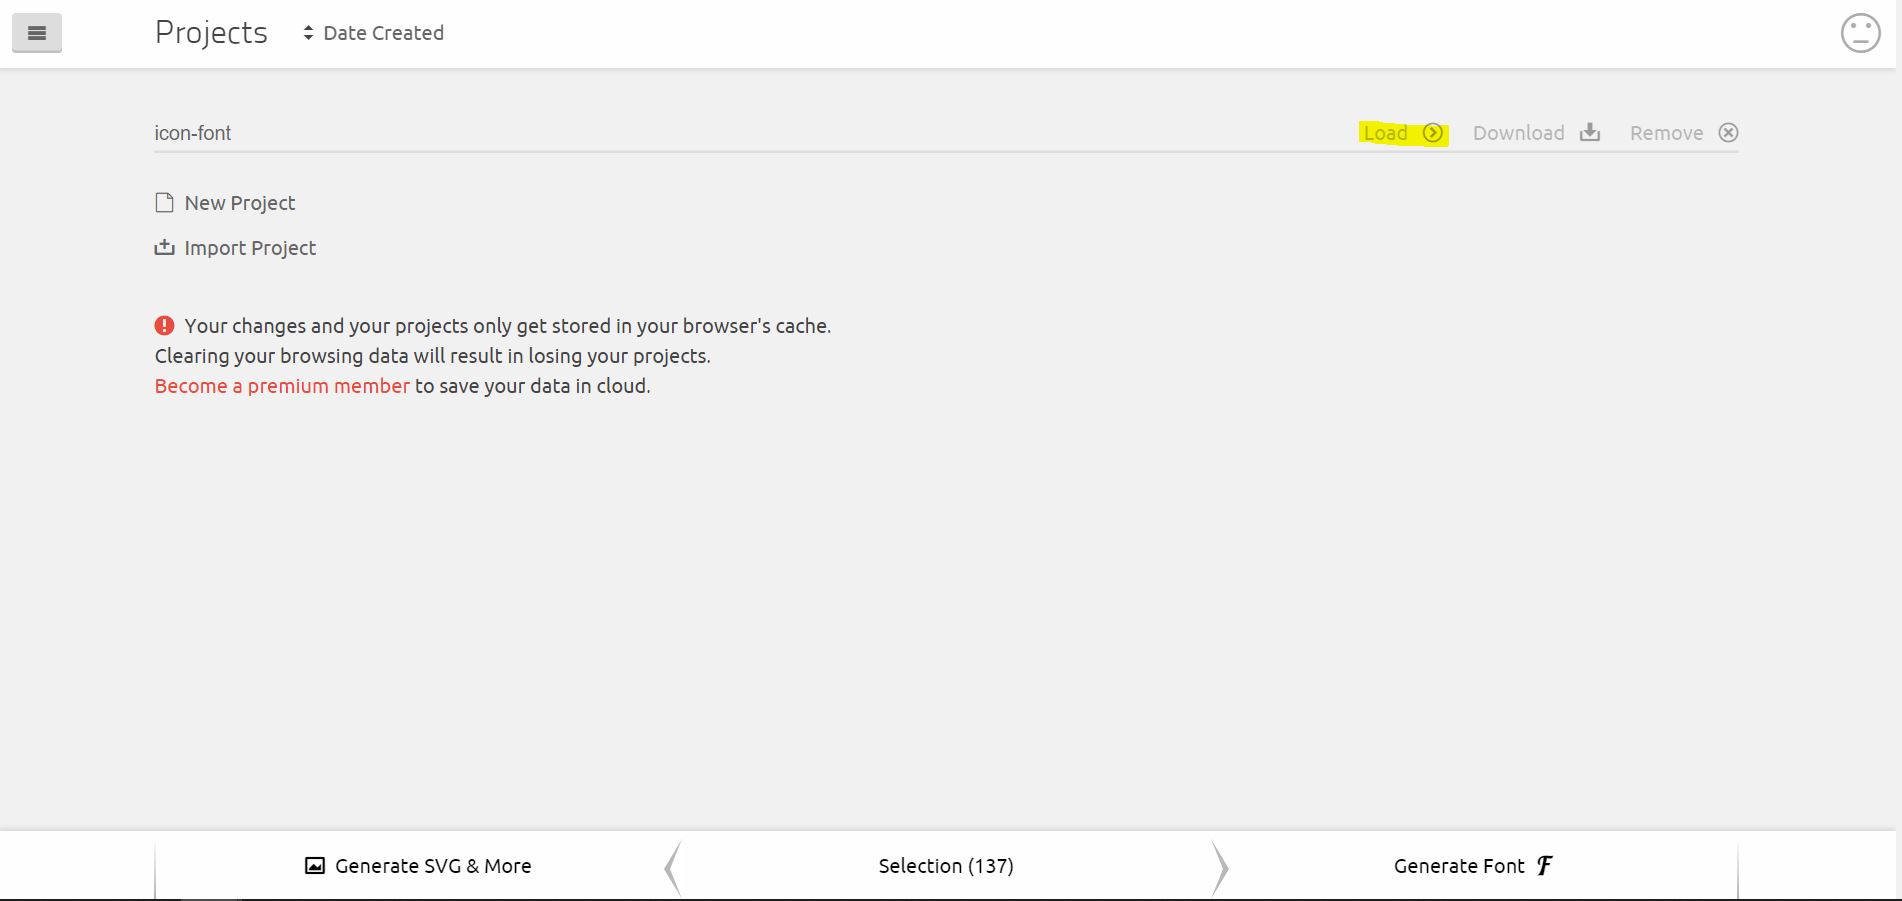 Projects Date Created
icon-font Load Download Remove
New Project
Import Project
Your changes and your projects only get stored in your browser's cache.
Clearing your browsing data will result in losing your projects.
Become a premium member to save your data in cloud.
Generate SVG & More Selection (137) Generate Font